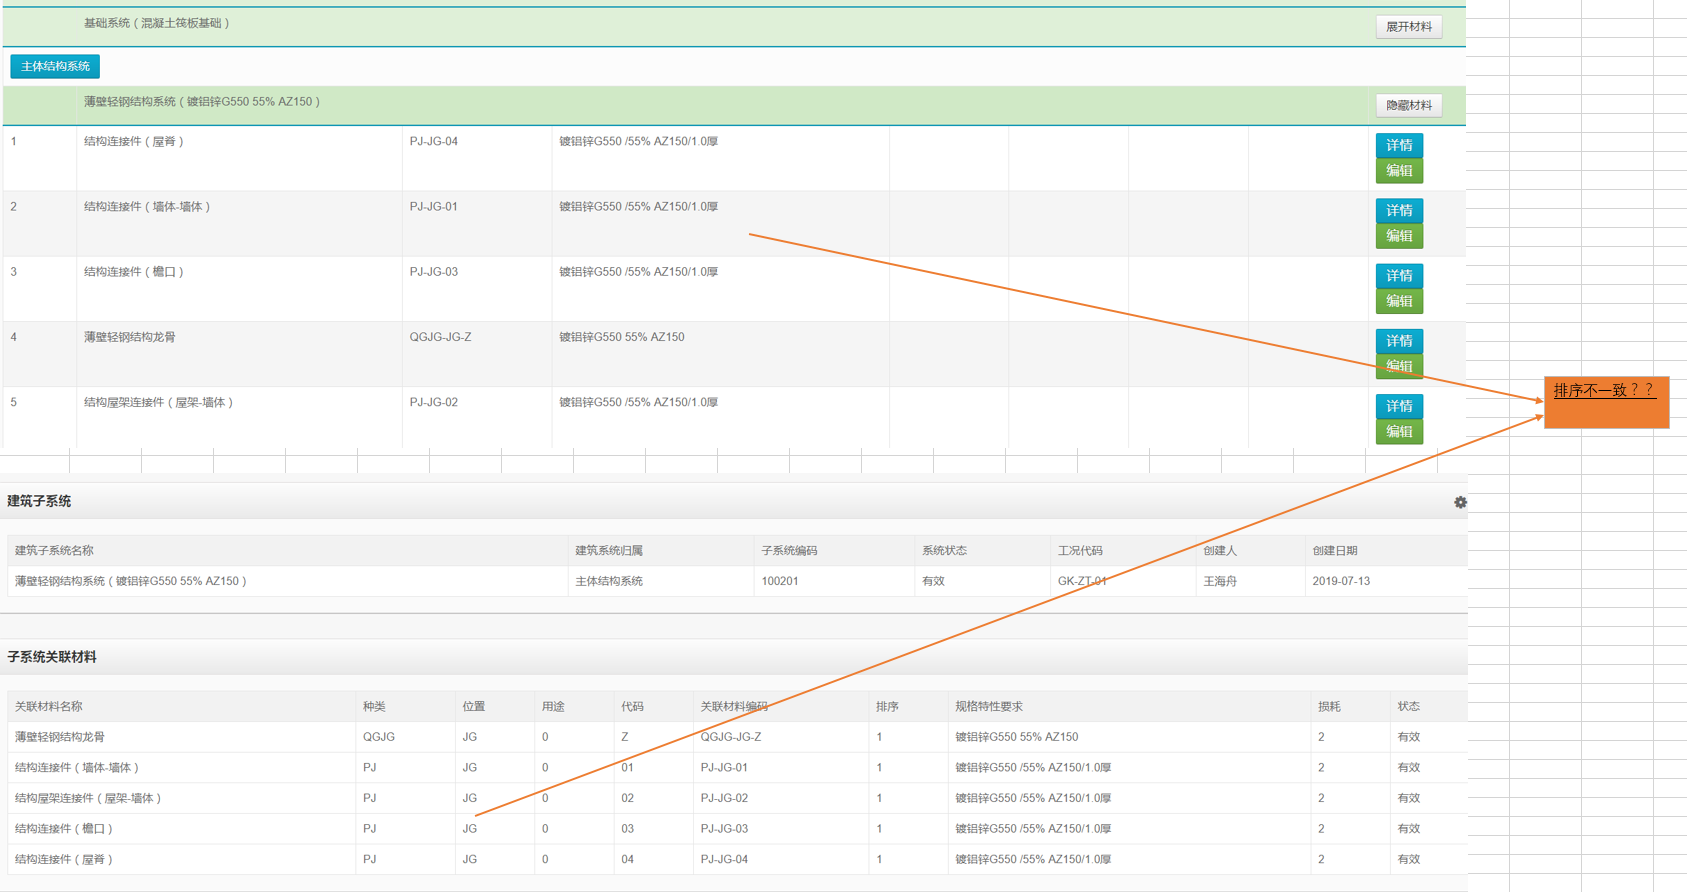 基础系统（混凝土筏板基础）
展开材料
主体结构系统
薄壁轻钢结构系统（镀铝锌G550 55% AZ150）
隐藏材料
1 结构连接件（屋脊） PJ-JG-04 镀铝锌G550 /55% AZ150/1.0厚 详情
编辑
2 结构连接件（墙体-墙体） PJ-JG-01 镀铝锌G550 /55% AZ150/1.0厚 详情
编辑
3 结构连接件（檐口） PJ-JG-03 镀铝锌G550 /55% AZ150/1.0厚 详情
编辑
4 薄壁轻钢结构龙骨 QGJG-JG-Z 镀铝锌G550 55% AZ150 详情
编辑
排序不一致？？
5 结构屋架连接件（屋架-墙体） PJ-JG-02 镀铝锌G550 /55% AZ150/1.0厚 详情
编辑
建筑子系统
建筑子系统名称 建筑系统归属 子系统编码 系统状态 工况代码 创建人 创建日期
薄壁轻钢结构系统（镀铝锌G550 55% AZ150） 主体结构系统 100201 有效 GK-ZT-01 王海舟 2019-07-13
子系统关联材料
关联材料名称 种类 位置 用途 代码 关联材料编码 排序 规格特性要求 损耗 状态
薄壁轻钢结构龙骨 QGJG JG 0 Z QGJG-JG-Z 1 镀铝锌G550 55% AZ150 2 有效
结构连接件（墙体-墙体） PJ JG 0 01 PJ-JG-01 1 镀铝锌G550 /55% AZ150/1.0厚 2 有效
结构屋架连接件（屋架-墙体） PJ JG 0 02 PJ-JG-02 1 镀铝锌G550 /55% AZ150/1.0厚 2 有效
结构连接件（檐口） PJ JG 0 03 PJ-JG-03 1 镀铝锌G550 /55% AZ150/1.0厚 2 有效
结构连接件（屋脊） PJ JG 0 04 PJ-JG-04 1 镀铝锌G550 /55% AZ150/1.0厚 2 有效